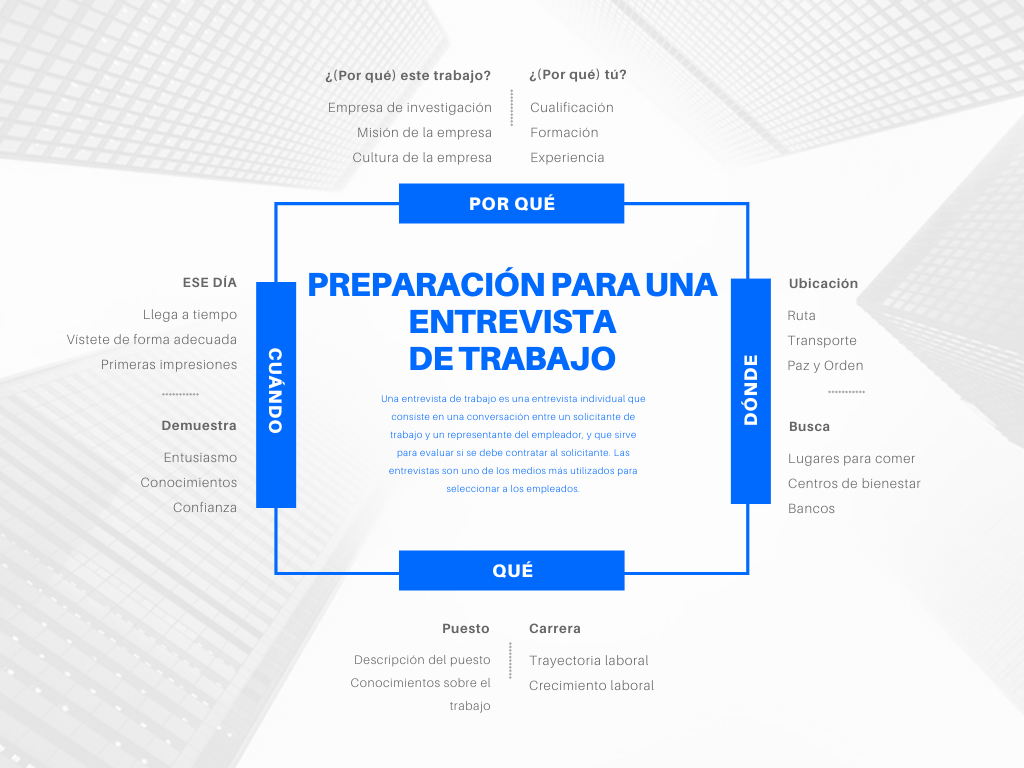 ¿(Por qué) este trabajo?
Empresa de investigación
Misión de la empresa
Cultura de la empresa
¿(Por qué) tú?
Cualificación
Formación
Experiencia
POR QUÉ
ESE DÍA
Llega a tiempo
Vístete de forma adecuada
Primeras impresiones
Demuestra
Entusiasmo
Conocimientos
Confianza
CUÁNDO
PREPARACIÓN PARA UNA
ENTREVISTA
DE TRABAJO
Una entrevista de trabajo es una entrevista individual que
consiste en una conversación entre un solicitante de
trabajo y un representante del empleador, y que sirve
para evaluar si se debe contratar al solicitante. Las
entrevistas son uno de los medios más utilizados para
seleccionar a los empleados.
DÓNDE
Ubicación
Ruta
Transporte
Paz y Orden
Busca
Lugares para comer
Centros de bienestar
Bancos
QUÉ
Puesto
Descripción del puesto
Conocimientos sobre el
trabajo
Carrera
Trayectoria laboral
Crecimiento laboral